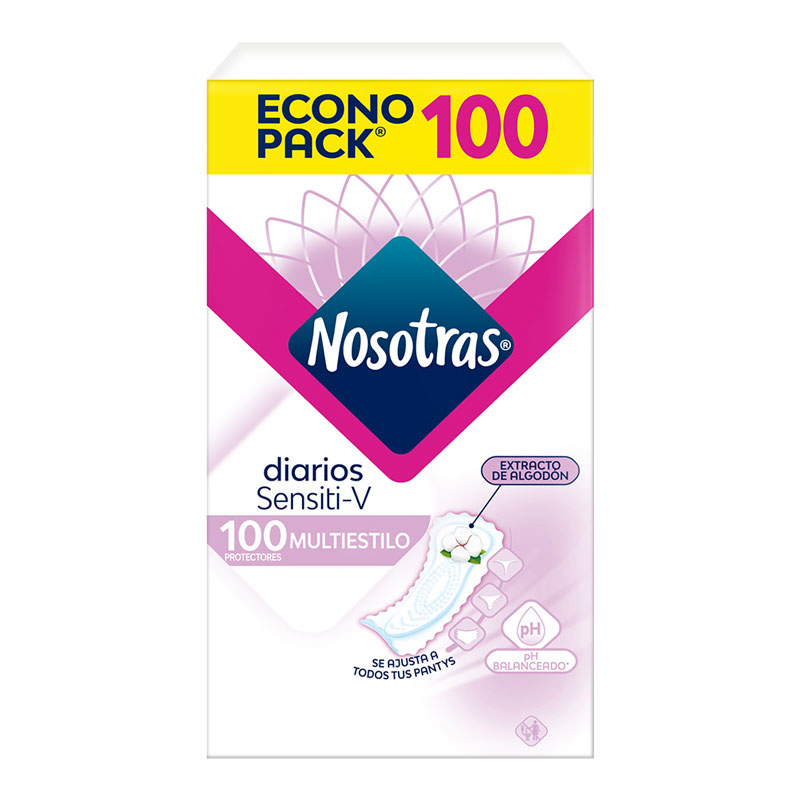 ECONO
PACK® 100
Nosotras®
diarios
Sensiti-V
EXTRACTO
DE ALGODÓN
100 MULTIESTILO
PROTECTORES
pH
pH
BALANCEADO*
SE AJUSTA A
TODOS TUS PANTYS